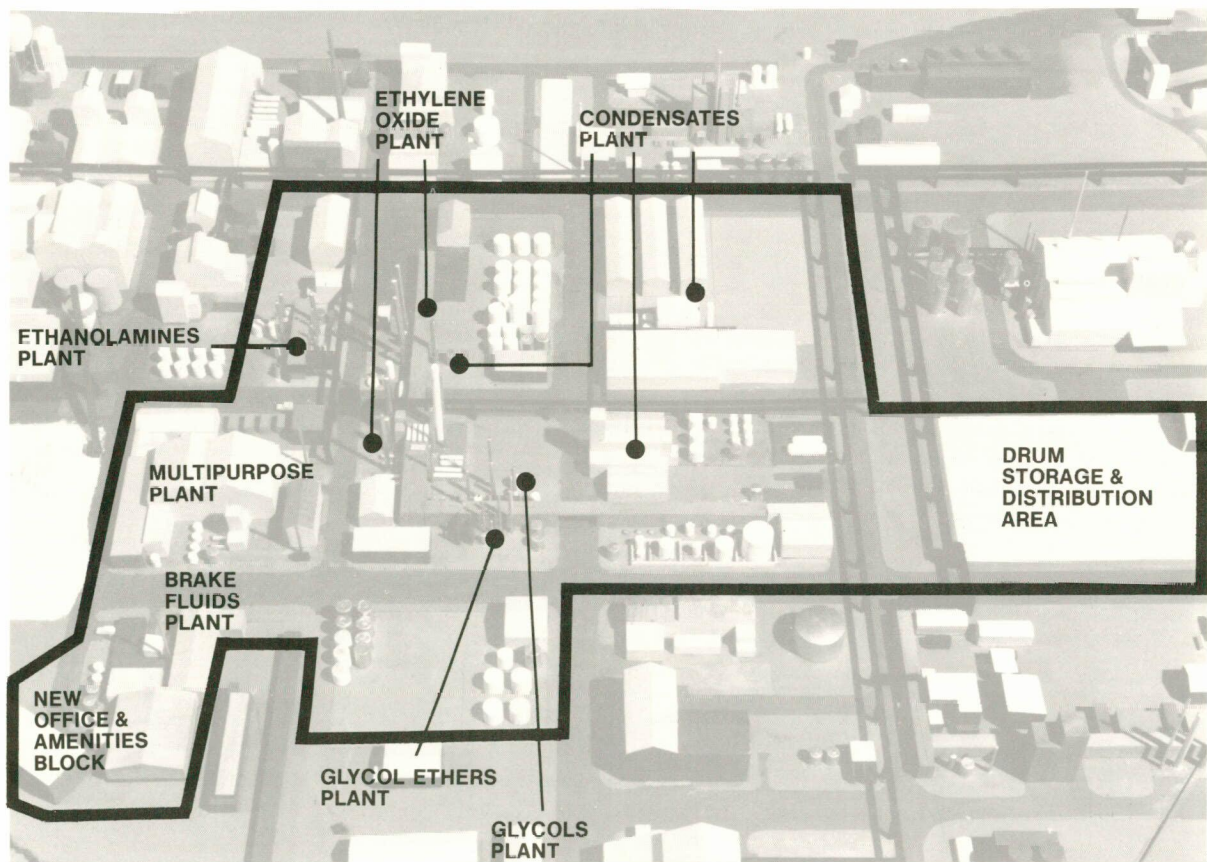 ETHYLENE
OXIDE
PLANT
CONDENSATES
PLANT
ETHANOLAMINES
PLANT
MULTIPURPOSE
PLANT
DRUM
STORAGE &
DISTRIBUTION
AREA
BRAKE
FLUIDS
PLANT
NEW
OFFICE &
AMENITIES
BLOCK
GLYCOL ETHERS
PLANT
GLYCOLS
PLANT